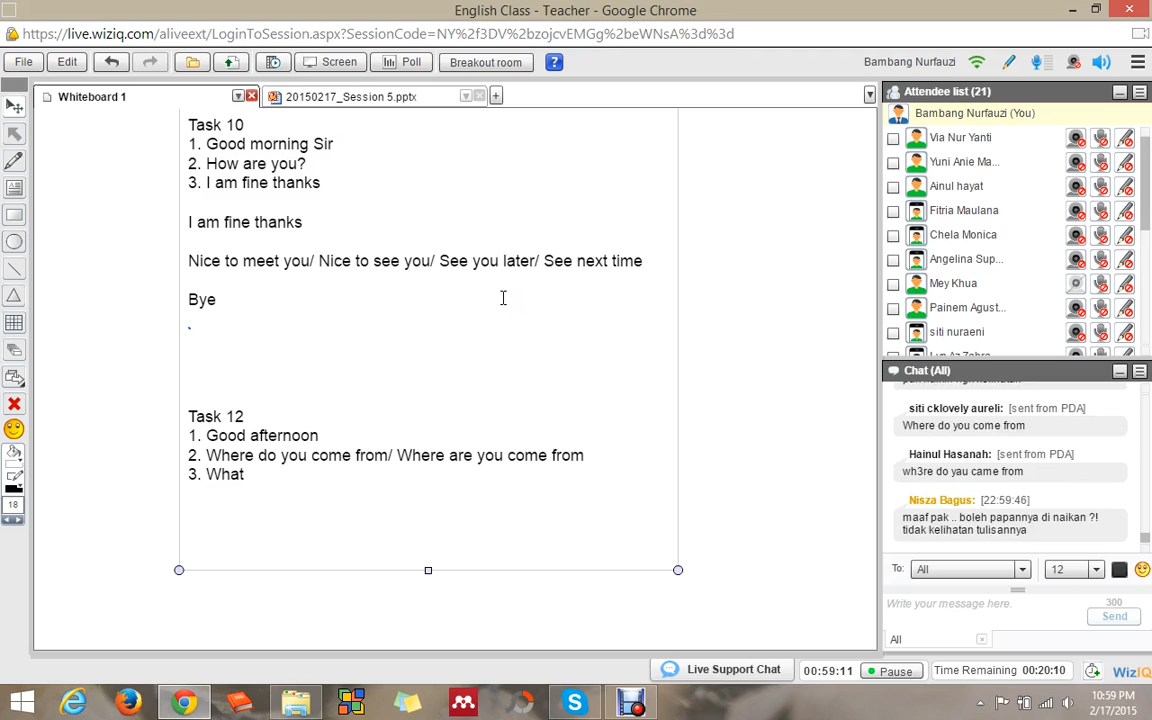 English Class - Teacher - Google Chrome
https://live.wiziq.com/aliveext/LoginToSession.aspx?SessionCode=NY%2f3DV%2bzojcvEMGg%2beWNsA%3d%3d
File Edit Screen Poll Breakout room ? Bambang Nurfauzi
Whiteboard 1 20150217_Session 5.pptx
Task 10
1. Good morning Sir
2. How are you?
3. I am fine thanks
I am fine thanks
Nice to meet you/ Nice to see you/ See you later/ See next time
Bye
Task 12
1. Good afternoon
2. Where do you come from/ Where are you come from
3. What
18
Attendee list (21)
Bambang Nurfauzi (You)
Via Nur Yanti
Yuni Anie Ma...
Ainul hayat
Fitria Maulana
Chela Monica
Angelina Sup...
Mey Khua
Painem Agust...
siti nuraeni
Chat (All)
siti cklovely aureli: [sent from PDA]
Where do you come from
Hainul Hasanah: [sent from PDA]
wh3re do yau came from
Nisza Bagus: [22:59:46]
maaf pak .. boleh papannya di naikan ?!
tidak kelihatan tulisannya
To: All 12
Write your message here. 300
Send
All
Live Support Chat 00:59:11 Pause Time Remaining 00:20:10 WizIQ
10:59 PM
2/17/2015